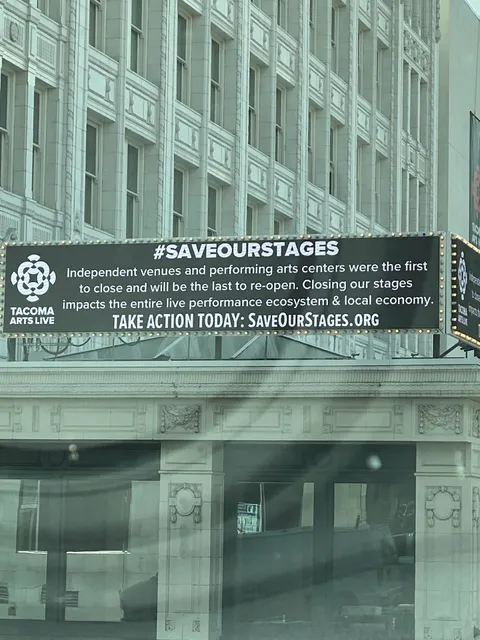 #SAVEOURSTAGES
Independent venues and performing arts centers were the first
to close and will be the last to re-open. Closing our stages
impacts the entire live performance ecosystem & local economy.
TAKE ACTION TODAY: SAVEOURSTAGES.ORG
TACOMA
ARTS LIVE